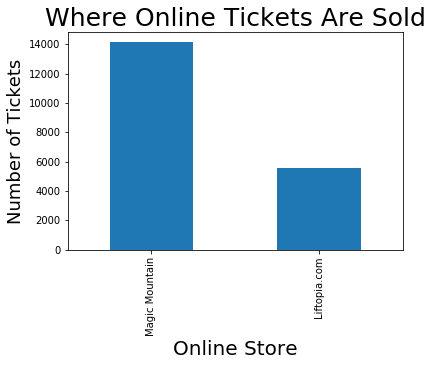 Where Online Tickets Are Sold
Number of Tickets
14000
12000
10000
8000
6000
4000
2000
0
Magic Mountain
Liftopia.com
Online Store